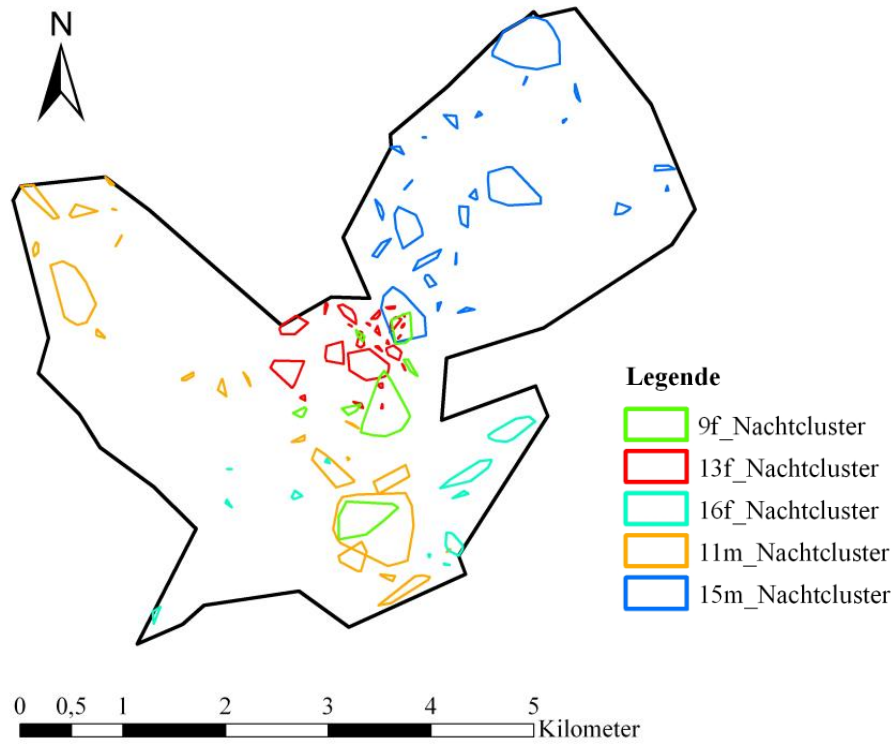 N
Legende
9f_Nachtcluster
13f_Nachtcluster
16f_Nachtcluster
11m_Nachtcluster
15m_Nachtcluster
0 0,5 1 2 3 4 5
Kilometer